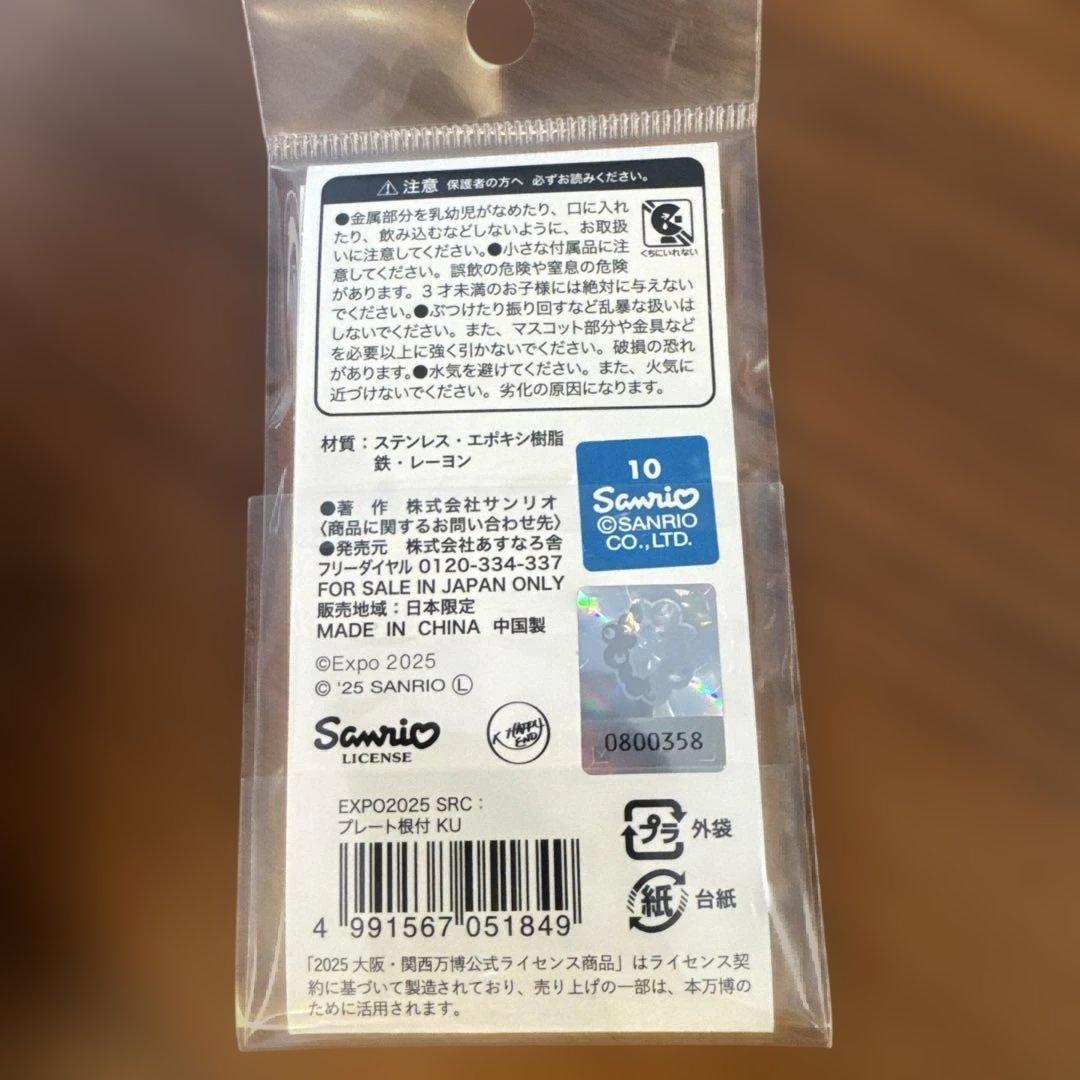 注意 保護者の方へ 必ずお読みください。
●金属部分を乳幼児がなめたり、口に入れ
たり、飲み込むなどしないように、お取扱
いに注意してください。●小さな付属品に注
意してください。誤飲の危険や窒息の危険
があります。3才未満のお子様には絶対に与えない
でください。●ぶつけたり振り回すなど乱暴な扱いは
しないでください。また、マスコット部分や金具など
を必要以上に強く引かないでください。破損の恐れ
があります。●水気を避けてください。また、火気に
近づけないでください。劣化の原因になります。
くちにいれない
材質：ステンレス・エポキシ樹脂
鉄・レーヨン
10
Sanrio
©SANRIO
CO.,LTD.
●著 作 株式会社サンリオ
〈商品に関するお問い合わせ先〉
●発売元 株式会社あすなろ舎
フリーダイヤル 0120-334-337
FOR SALE IN JAPAN ONLY
販売地域：日本限定
MADE IN CHINA 中国製
©Expo 2025
© '25 SANRIO Ⓛ
Sanrio
LICENSE
K HAPPY
END
0800358
EXPO2025 SRC：
プレート根付 KU
4 991567 051849
プラ 外袋
紙 台紙
「2025 大阪・関西万博公式ライセンス商品」はライセンス契
約に基づいて製造されており、売り上げの一部は、本万博の
ために活用されます。